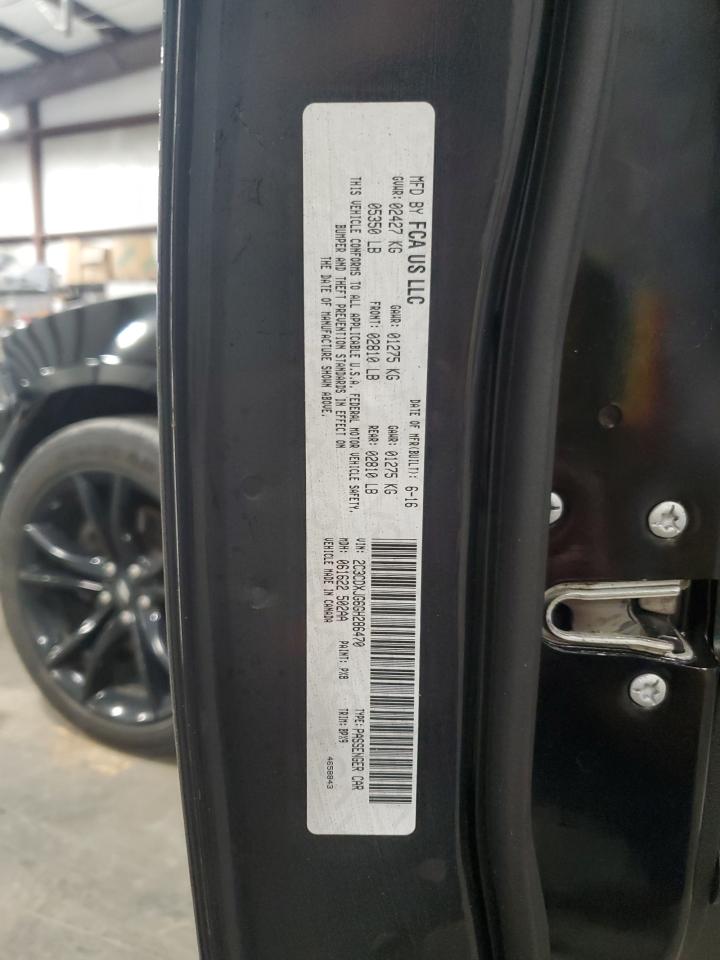 MFD BY FCA US LLC
DATE OF MFR(BUILT): 6-16
GVWR: 02427 KG GAWR: 01275 KG GAWR: 01275 KG
05350 LB FRONT: 02810 LB REAR: 02810 LB
THIS VEHICLE CONFORMS TO ALL APPLICABLE U.S.A. FEDERAL MOTOR VEHICLE SAFETY,
BUMPER AND THEFT PREVENTION STANDARDS IN EFFECT ON
THE DATE OF MANUFACTURE SHOWN ABOVE.
VIN: 2C3CDXJG6GH286470 TYPE: PASSENGER CAR
MDH: 061622 502AA PAINT: PX8 TRIM: BPX9
VEHICLE MADE IN CANADA 4658843